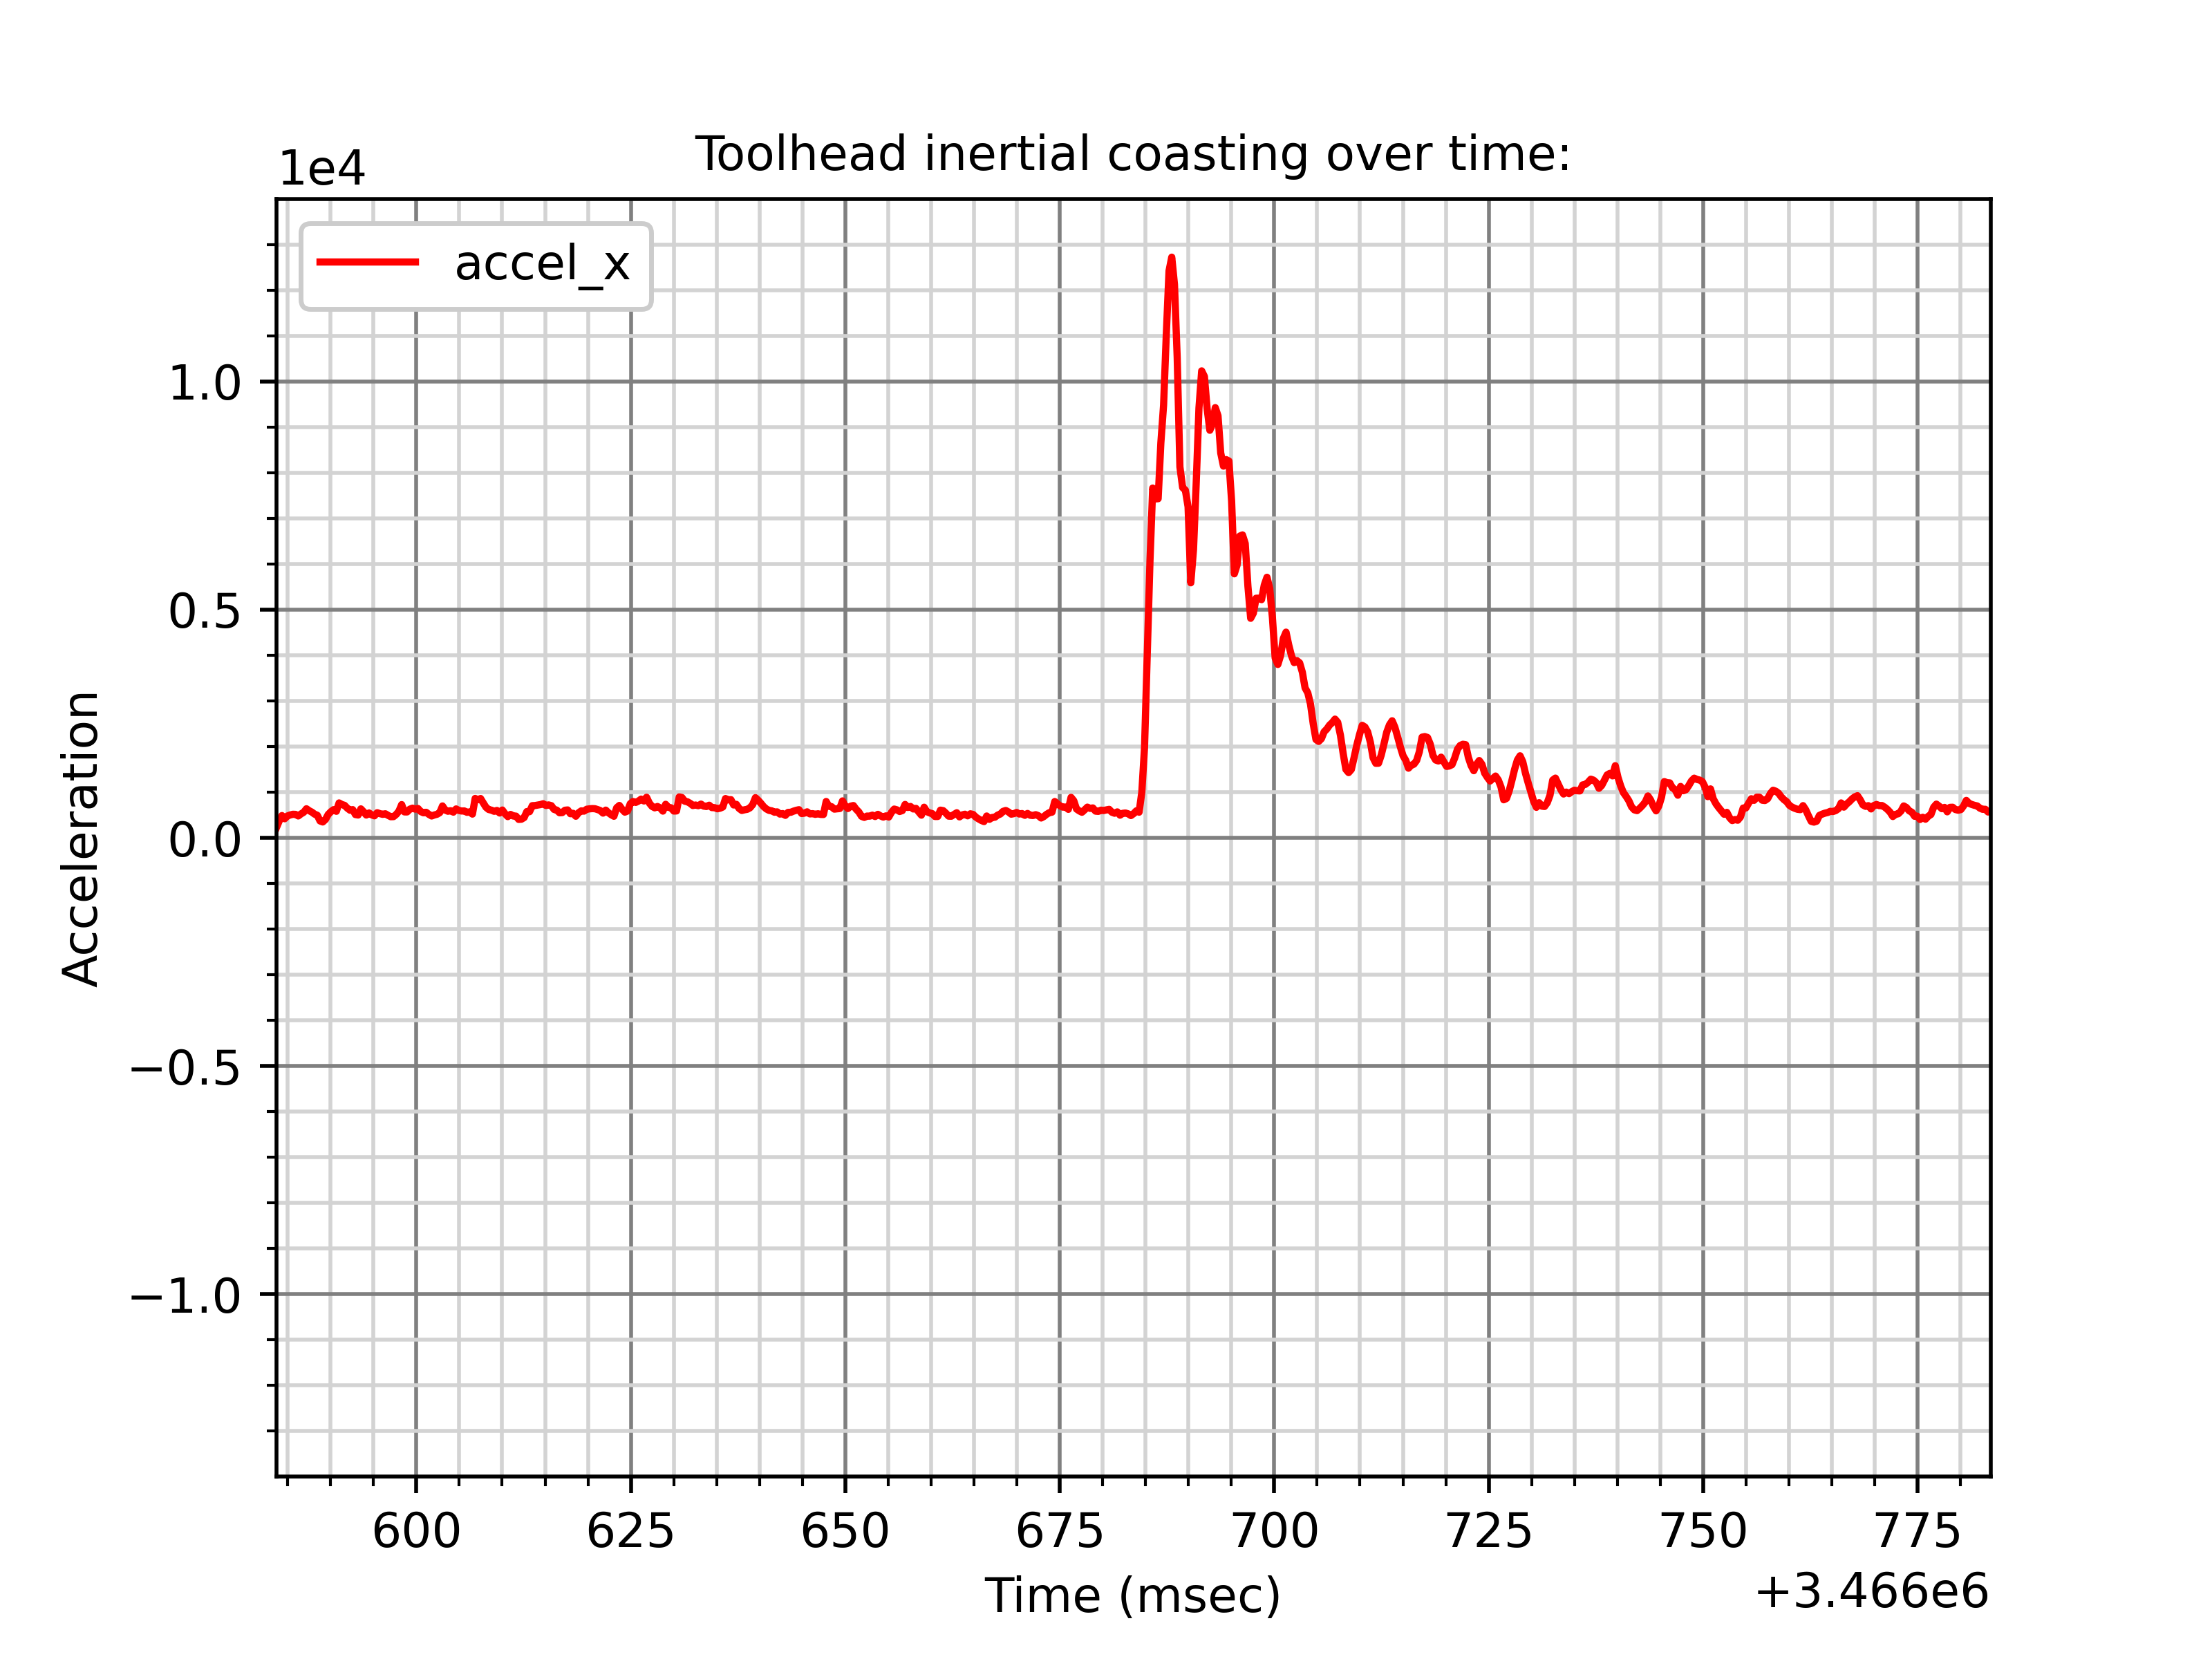 Toolhead inertial coasting over time:
1e4
accel_x
1.0
0.5
0.0
−0.5
−1.0
Acceleration
600 625 650 675 700 725 750 775
Time (msec)
+3.466e6